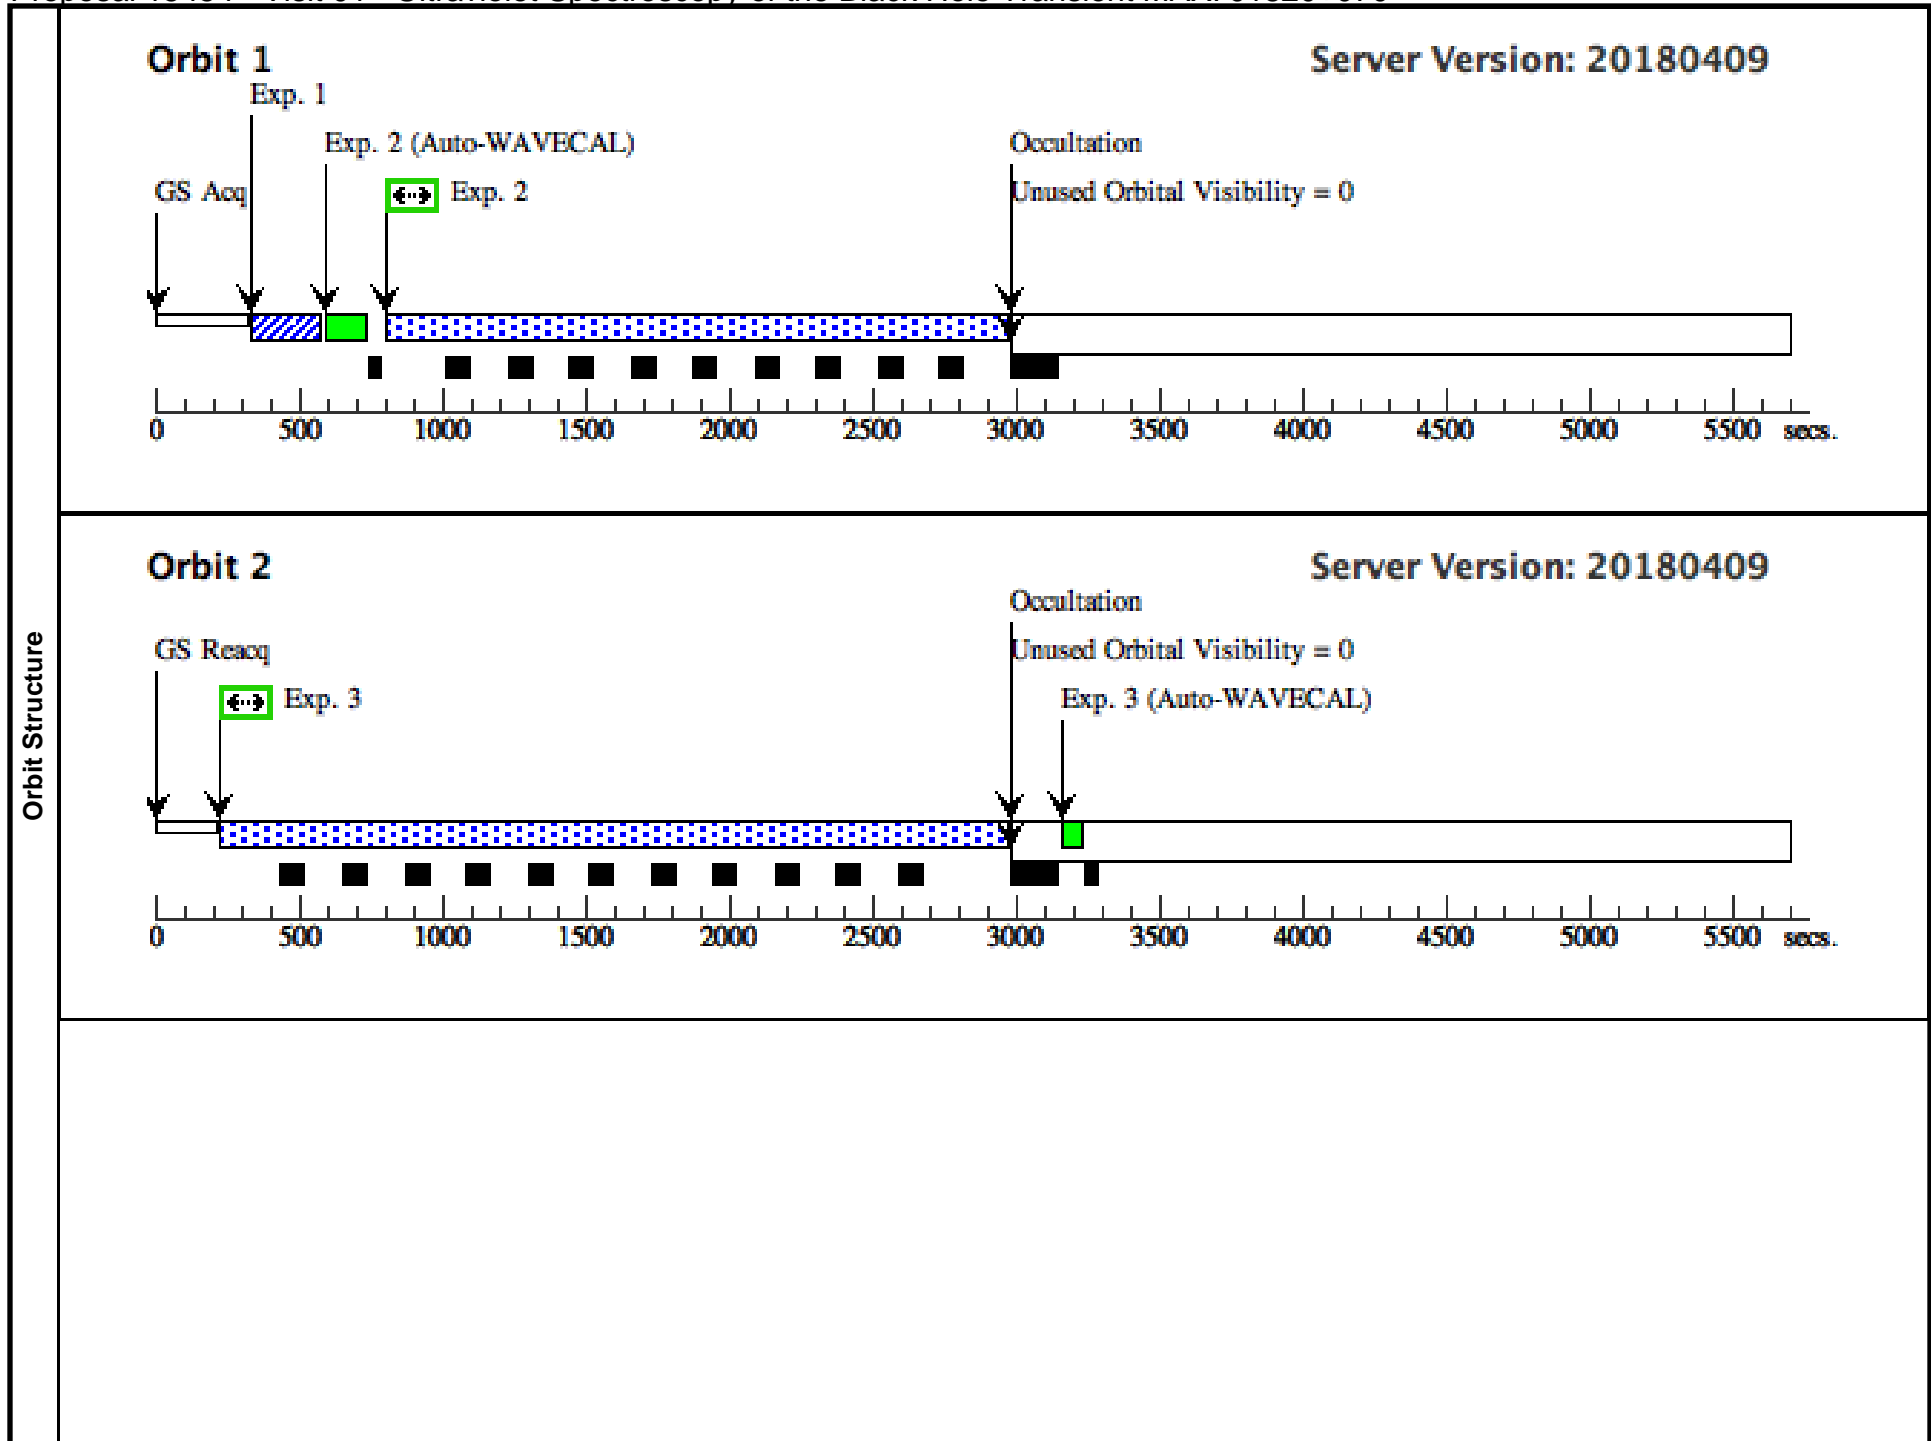 Orbit Structure
Orbit 1
Server Version: 20180409
Exp. 1
Exp. 2 (Auto-WAVECAL)
Occultation
GS Acq
Exp. 2
Unused Orbital Visibility = 0
0 500 1000 1500 2000 2500 3000 3500 4000 4500 5000 5500 secs.
Orbit 2
Server Version: 20180409
Occultation
GS Reacq
Unused Orbital Visibility = 0
Exp. 3
Exp. 3 (Auto-WAVECAL)
0 500 1000 1500 2000 2500 3000 3500 4000 4500 5000 5500 secs.